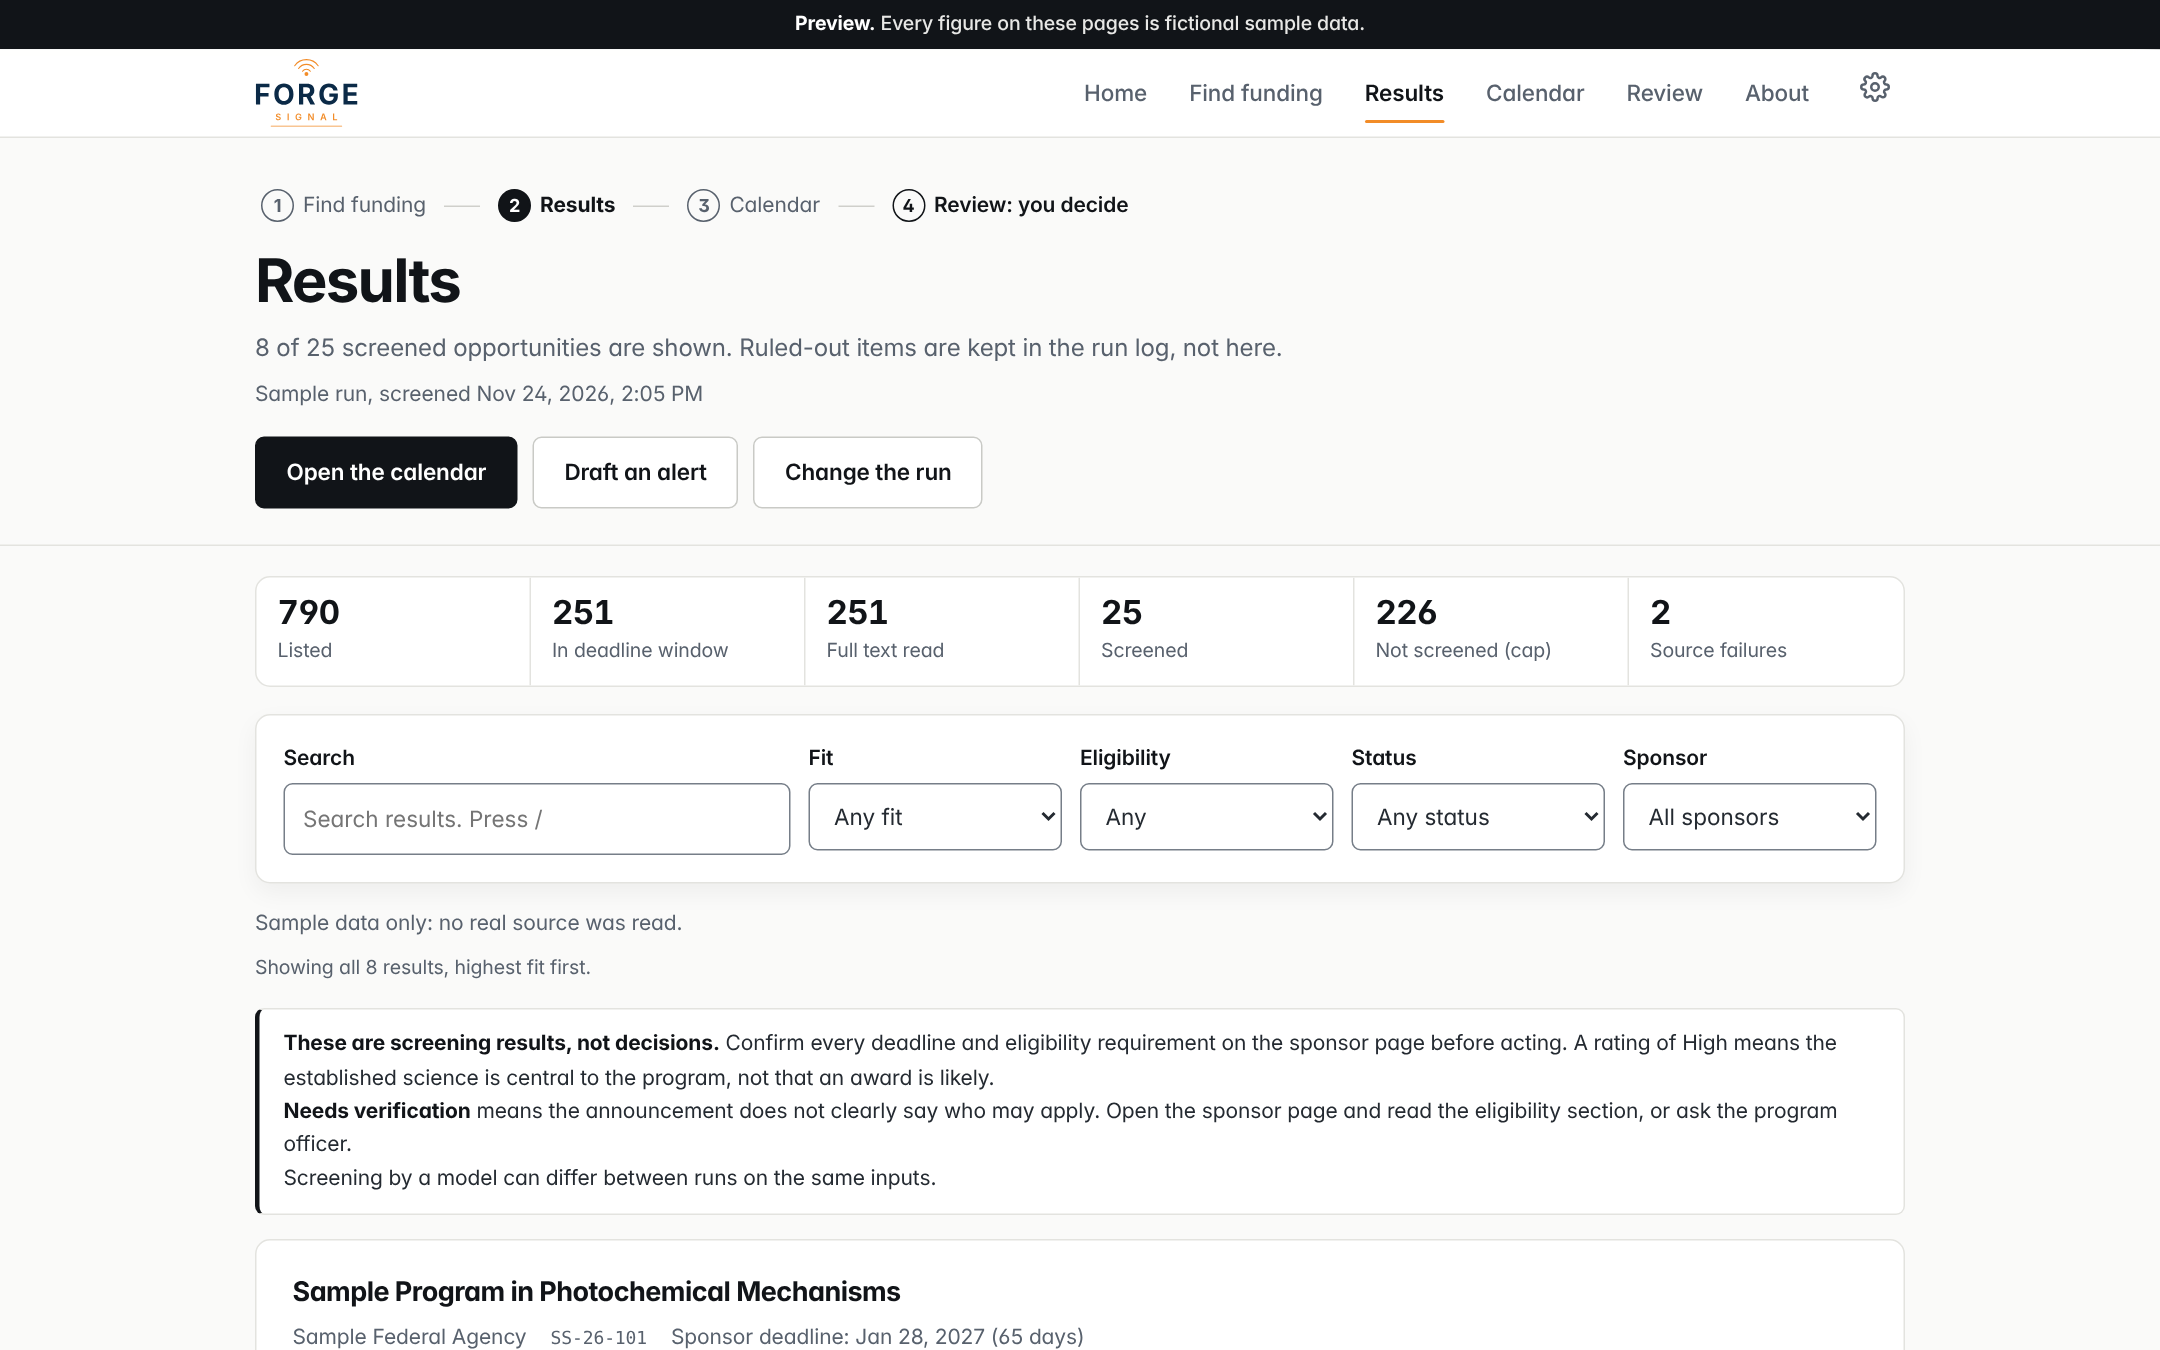 Preview. Every figure on these pages is fictional sample data.
FORGE
SIGNAL
Home Find funding Results Calendar Review About
1 Find funding 2 Results 3 Calendar 4 Review: you decide
Results
8 of 25 screened opportunities are shown. Ruled-out items are kept in the run log, not here.
Sample run, screened Nov 24, 2026, 2:05 PM
Open the calendar Draft an alert Change the run
790 251 251 25 226 2
Listed In deadline window Full text read Screened Not screened (cap) Source failures
Search Fit Eligibility Status Sponsor
Search results. Press / Any fit Any Any status All sponsors
Sample data only: no real source was read.
Showing all 8 results, highest fit first.
These are screening results, not decisions. Confirm every deadline and eligibility requirement on the sponsor page before acting. A rating of High means the
established science is central to the program, not that an award is likely.
Needs verification means the announcement does not clearly say who may apply. Open the sponsor page and read the eligibility section, or ask the program
officer.
Screening by a model can differ between runs on the same inputs.
Sample Program in Photochemical Mechanisms
Sample Federal Agency SS-26-101 Sponsor deadline: Jan 28, 2027 (65 days)